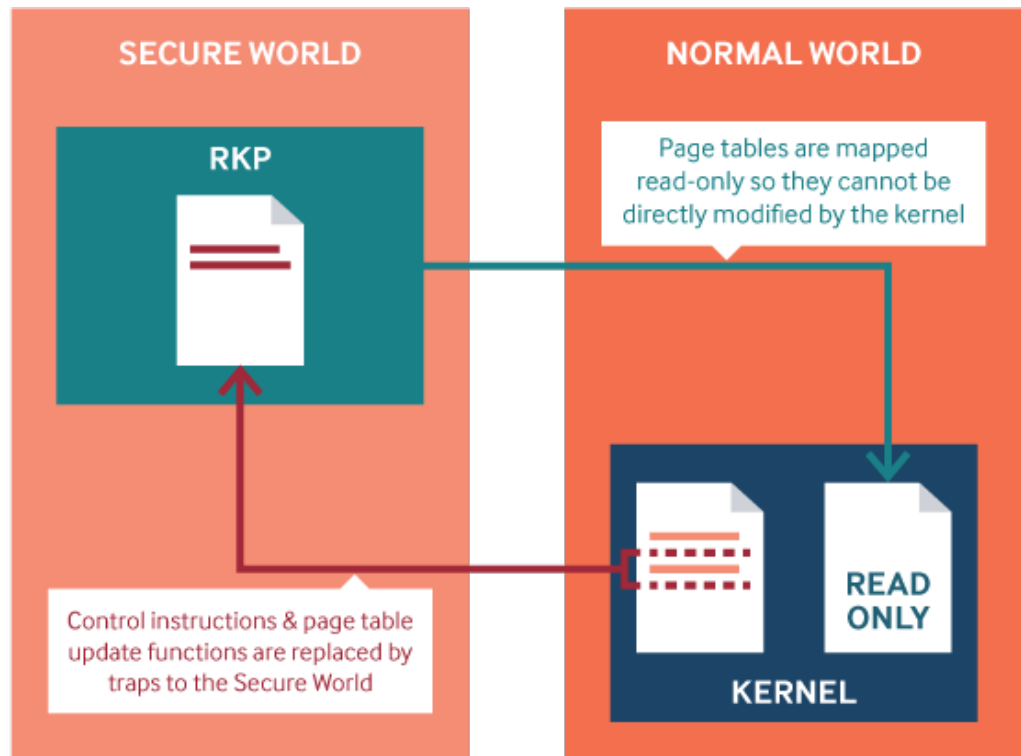 SECURE WORLD
RKP
Control instructions & page table
update functions are replaced by
traps to the Secure World
NORMAL WORLD
Page tables are mapped
read-only so they cannot be
directly modified by the kernel
READ
ONLY
KERNEL